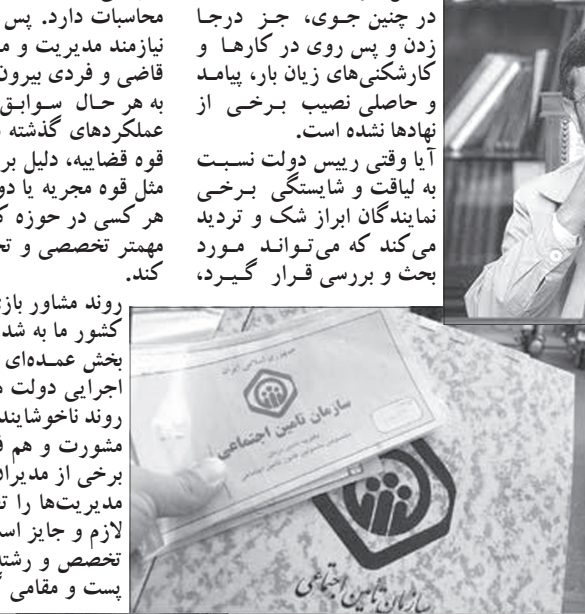 در چنین جوی، جز درجا
زدن و پس روی در کارها و
کارشکنی‌های زیان بار، پیامد
و حاصلی نصیب برخی از
نهادها نشده است.
آیا وقتی رییس دولت نسبت
به لیاقت و شایستگی برخی
نمایندگان ابراز شک و تردید
می‌کند که می‌تواند مورد
بحث و بررسی قرار گیرد،
محاسبات دارد. پس
نیازمند مدیریت و
قاضی و فردی بیرون
به هر حال سوابق
عملکردهای گذشته
قوه قضاییه، دلیل بر
مثل قوه مجریه یا
هر کسی در حوزه
مهمتر تخصصی و
کند.
روند مشاور
کشور ما به شد
بخش عمده‌ای
اجرایی دولت
روند ناخوشایند
مشورت و هم
برخی از مدیران
مدیریت‌ها را
لازم و جایز است
تخصص و رشته
پست و مقامی
جمهوری اسلامی ایران
سازمان تامین اجتماعی
سازمان تامین اجتماعی